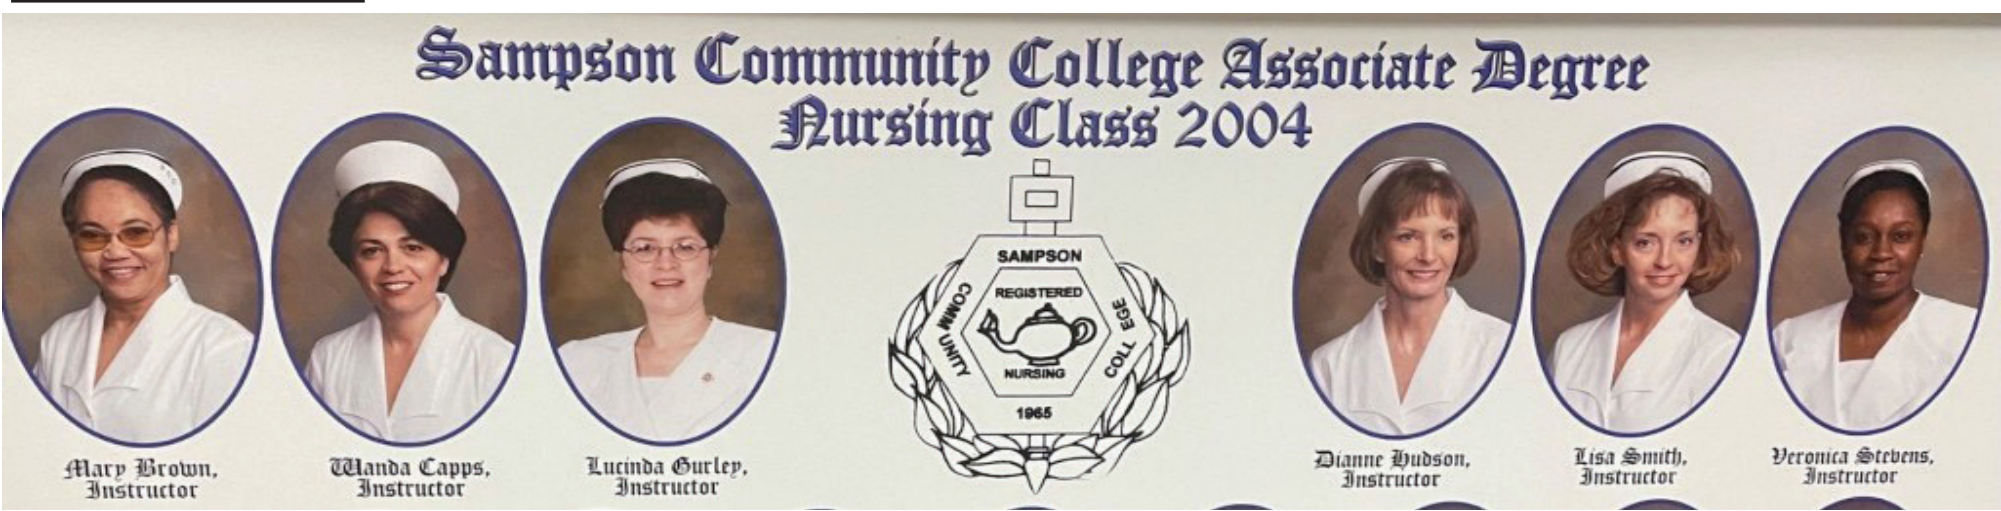 Sampson Community College Associate Degree
Nursing Class 2004
SAMPSON
COMM UNITY
COLL EGE
REGISTERED
NURSING
1965
Mary Brown,
Instructor
Wanda Capps,
Instructor
Lucinda Gurley,
Instructor
Dianne Hudson,
Instructor
Lisa Smith,
Instructor
Veronica Stevens,
Instructor